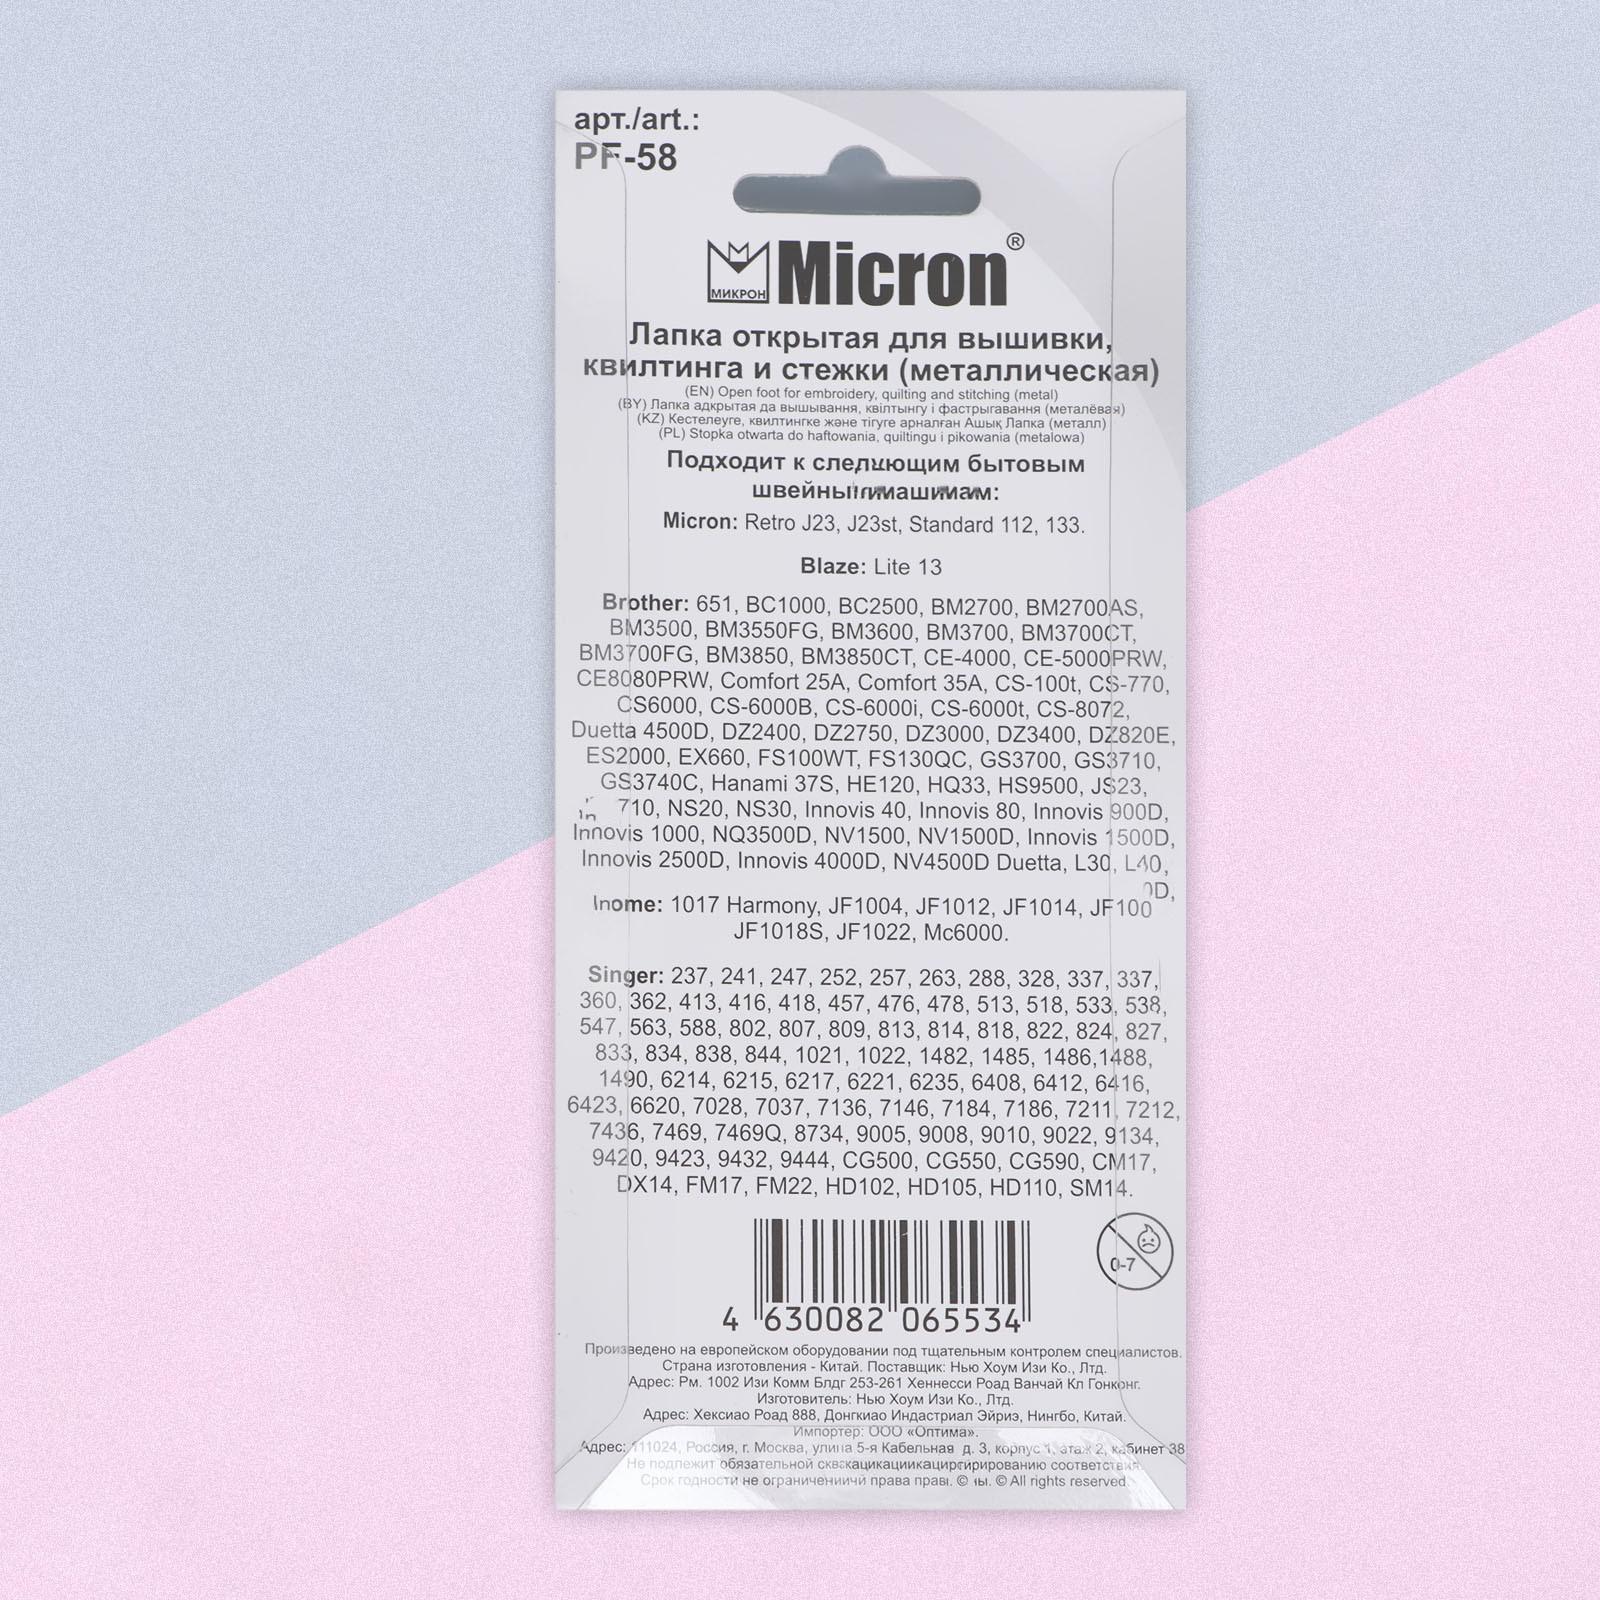 арт./art.:
PF-58
МИКРОН Micron®
Лапка открытая для вышивки,
квилтинга и стежки (металлическая)
(EN) Open foot for embroidery, quilting and stitching (metal)
(BY) Лапка адкрытая да вышывання, квілтынгу і фастрыгавання (металёвая)
(KZ) Кестелеуге, квилтингке және тігуге арналған Ашық Лапка (металл)
(PL) Stopka otwarta do haftowania, quiltingu i pikowania (metalowa)
Подходит к следующим бытовым
швейным машинам:
Micron: Retro J23, J23st, Standard 112, 133.
Blaze: Lite 13
Brother: 651, BC1000, BC2500, BM2700, BM2700AS,
BM3500, BM3550FG, BM3600, BM3700, BM3700CT,
BM3700FG, BM3850, BM3850CT, CE-4000, CE-5000PRW,
CE8080PRW, Comfort 25A, Comfort 35A, CS-100t, CS-770,
CS6000, CS-6000B, CS-6000i, CS-6000t, CS-8072,
Duetta 4500D, DZ2400, DZ2750, DZ3000, DZ3400, DZ820E,
ES2000, EX660, FS100WT, FS130QC, GS3700, GS3710,
GS3740C, Hanami 37S, HE120, HQ33, HS9500, JS23,
NS20, NS30, Innovis 40, Innovis 80, Innovis 900D,
Innovis 1000, NQ3500D, NV1500, NV1500D, Innovis 1500D,
Innovis 2500D, Innovis 4000D, NV4500D Duetta, L30, L40,
1017 Harmony, JF1004, JF1012, JF1014,
JF1018S, JF1022, Mc6000.
Singer: 237, 241, 247, 252, 257, 263, 288, 328, 337, 337,
360, 362, 413, 416, 418, 457, 476, 478, 513, 518, 533, 538,
547, 563, 588, 802, 807, 809, 813, 814, 818, 822, 824, 827,
833, 834, 838, 844, 1021, 1022, 1482, 1485, 1486,1488,
1490, 6214, 6215, 6217, 6221, 6235, 6408, 6412, 6416,
6423, 6620, 7028, 7037, 7136, 7146, 7184, 7186, 7211, 7212,
7436, 7469, 7469Q, 8734, 9005, 9008, 9010, 9022, 9134,
9420, 9423, 9432, 9444, CG500, CG550, CG590, CM17,
DX14, FM17, FM22, HD102, HD105, HD110, SM14.
0-7
4 630082 065534
Произведено на европейском оборудовании под тщательным контролем специалистов.
Страна изготовления - Китай. Поставщик: Нью Хоум Изи Ко., Лтд.
Адрес: Рм. 1002 Изи Комм Блдг 253-261 Хеннесси Роад Ванчай Кл Гонконг.
Изготовитель: Нью Хоум Изи Ко., Лтд.
Адрес: Хексиао Роад 888, Донгкиао Индастриал Эйриэ, Нингбо, Китай.
Импортер: ООО «Оптима».
Адрес: 111024, Россия, г. Москва, улица 5-я Кабельная д. 3, корпус 1, этаж 2, кабинет 38
Не подлежит обязательной соответствия.
Срок годности не права © All rights reserved.